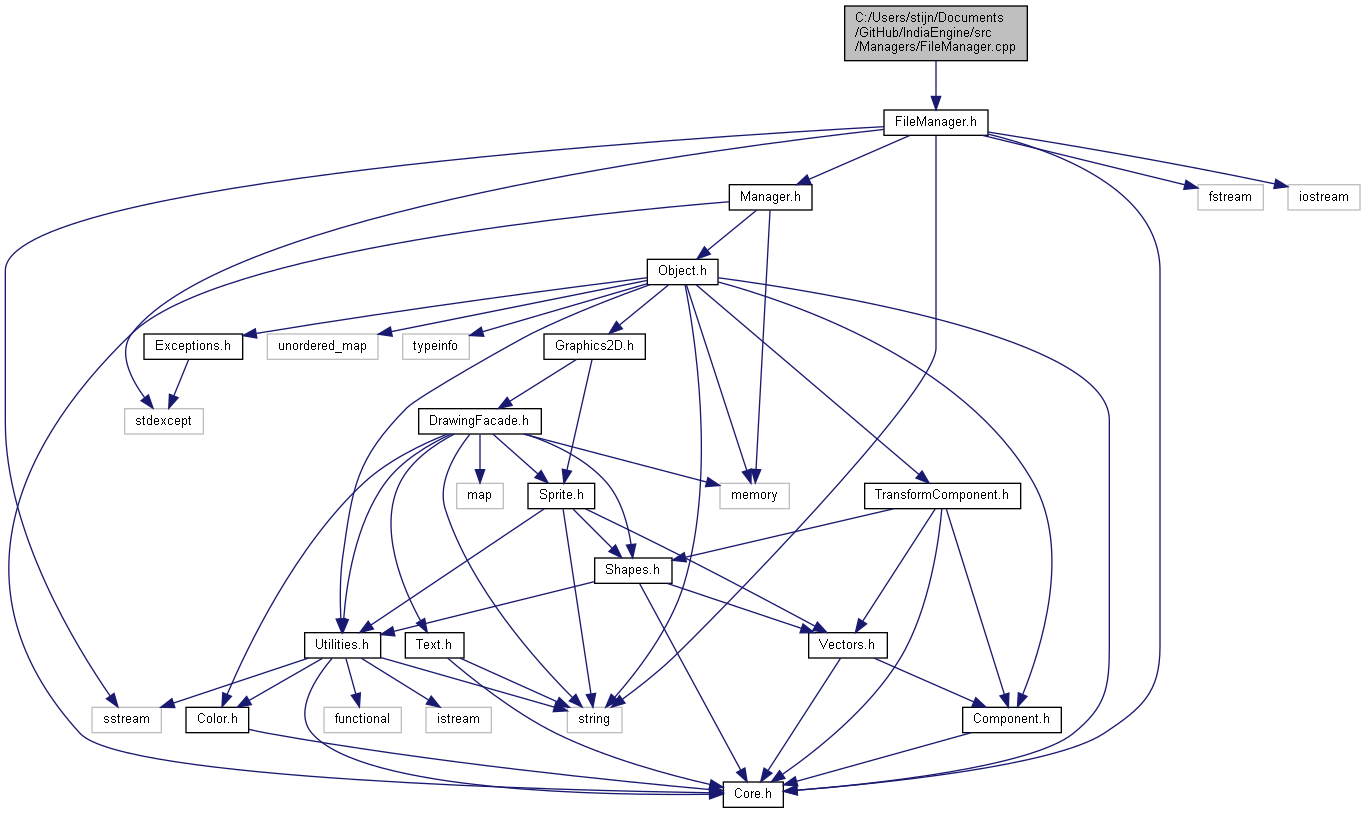 C:/Users/stijn/Documents
/GitHub/IndiaEngine/src
/Managers/FileManager.cpp
FileManager.h
Manager.h
fstream
iostream
Object.h
Exceptions.h
unordered_map
typeinfo
Graphics2D.h
stdexcept
DrawingFacade.h
map
Sprite.h
memory
TransformComponent.h
Shapes.h
Utilities.h
Text.h
Vectors.h
sstream
Color.h
functional
istream
string
Component.h
Core.h